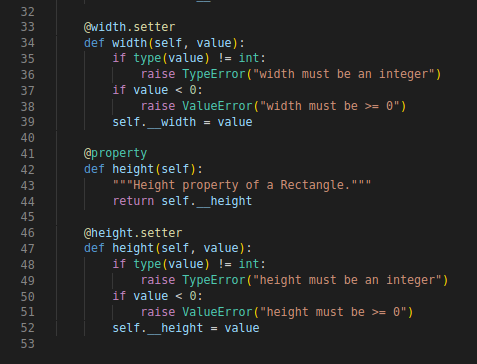 32
33 @width.setter
34 def width(self, value):
35 if type(value) != int:
36 raise TypeError("width must be an integer")
37 if value < 0:
38 raise ValueError("width must be >= 0")
39 self.__width = value
40
41 @property
42 def height(self):
43 """Height property of a Rectangle."""
44 return self.__height
45
46 @height.setter
47 def height(self, value):
48 if type(value) != int:
49 raise TypeError("height must be an integer")
50 if value < 0:
51 raise ValueError("height must be >= 0")
52 self.__height = value
53